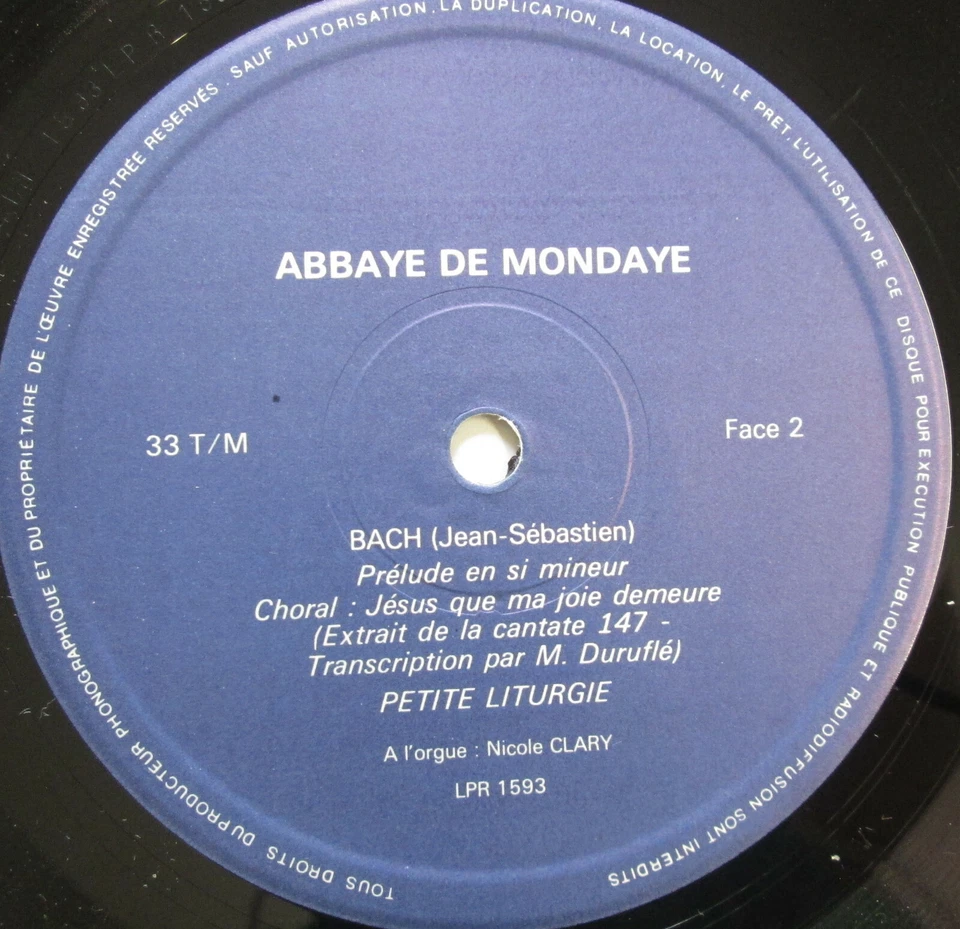 ABBAYE DE MONDAYE
33 T/M
Face 2
BACH (Jean-Sébastien)
Prélude en si mineur
Choral : Jésus que ma joie demeure
(Extrait de la cantate 147 -
Transcription par M. Duruflé)
PETITE LITURGIE
A l'orgue : Nicole CLARY
LPR 1593
TOUS DROITS DU PRODUCTEUR PHONOGRAPHIQUE ET DU PROPRIÉTAIRE DE L'ŒUVRE ENREGISTRÉE RESERVÉS . SAUF AUTORISATION , LA DUPLICATION, LA LOCATION, LE PRET, L'UTILISATION DE CE DISQUE POUR EXECUTION PUBLIQUE ET RADIODIFFUSION SONT INTERDITS